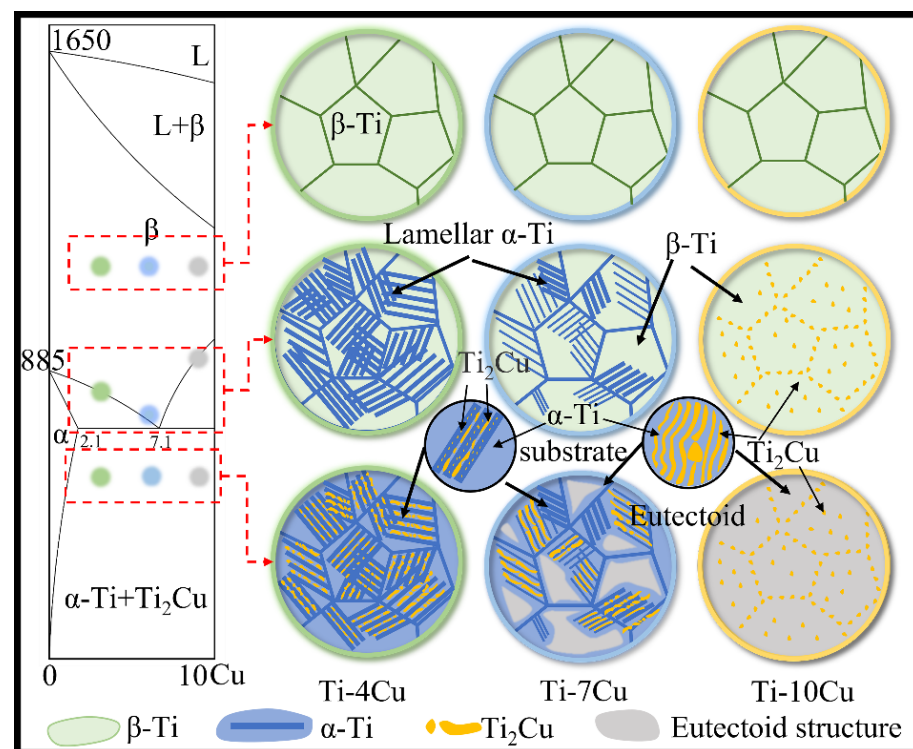 1650
L
L+β
β
885
α
2.1
7.1
α-Ti+Ti₂Cu
0
10Cu
β-Ti
Lamellar α-Ti
β-Ti
Ti₂Cu
α-Ti
substrate
Ti₂Cu
Eutectoid
Ti-4Cu
Ti-7Cu
Ti-10Cu
β-Ti
α-Ti
Ti₂Cu
Eutectoid structure